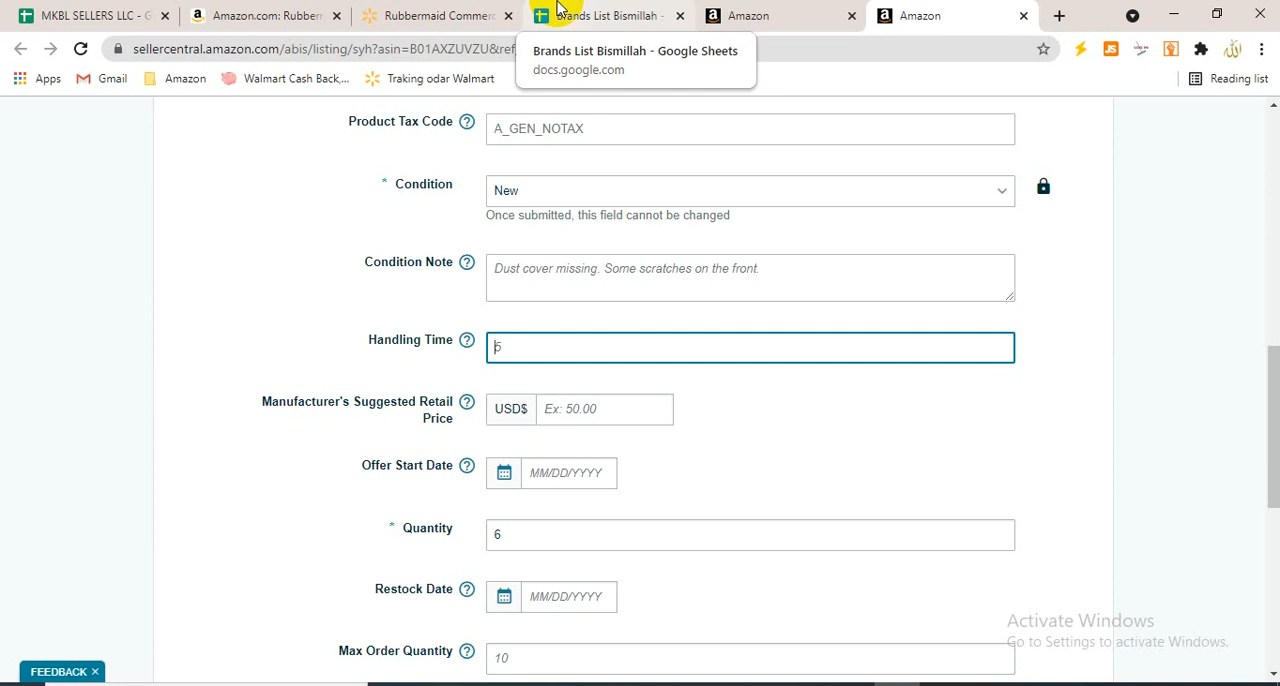 MKBL SELLERS LLC - G
Amazon.com: Rubberm
Rubbermaid Commerc
Brands List Bismillah -
Amazon
Amazon
sellercentral.amazon.com/abis/listing/syh?asin=B01AXZUVZU&ref
Brands List Bismillah - Google Sheets
docs.google.com
Apps
Gmail
Amazon
Walmart Cash Back,...
Traking odar Walmart
Reading list
Product Tax Code
A_GEN_NOTAX
* Condition
New
Once submitted, this field cannot be changed
Condition Note
Dust cover missing. Some scratches on the front.
Handling Time
5
Manufacturer's Suggested Retail
Price
USD$ Ex: 50.00
Offer Start Date
MM/DD/YYYY
* Quantity
6
Restock Date
MM/DD/YYYY
Activate Windows
Go to Settings to activate Windows.
Max Order Quantity
10
FEEDBACK